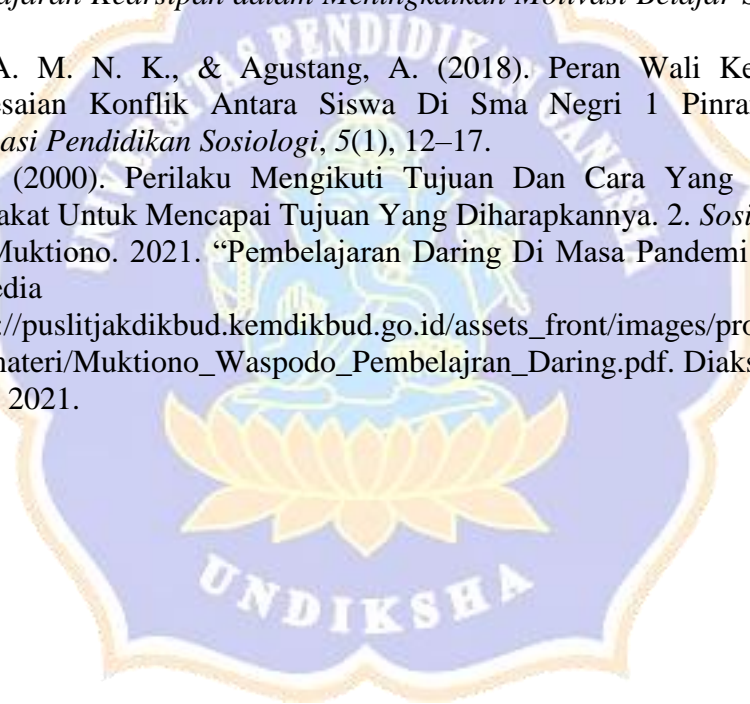 ajaran Kearsipan dalam Meningkatkan Motivasi Belajar S
A. M. N. K., & Agustang, A. (2018). Peran Wali Ke
esaian Konflik Antara Siswa Di Sma Negri 1 Pinra
asi Pendidikan Sosiologi, 5(1), 12–17.
(2000). Perilaku Mengikuti Tujuan Dan Cara Yang
akat Untuk Mencapai Tujuan Yang Diharapkannya. 2. Sosi
Muktiono. 2021. “Pembelajaran Daring Di Masa Pandemi
edia
://puslitjakdikbud.kemdikbud.go.id/assets_front/images/pro
materi/Muktiono_Waspodo_Pembelajran_Daring.pdf. Diaks
2021.
UNIVERSITAS PENDIDIKAN GANESHA
UNDIKSHA